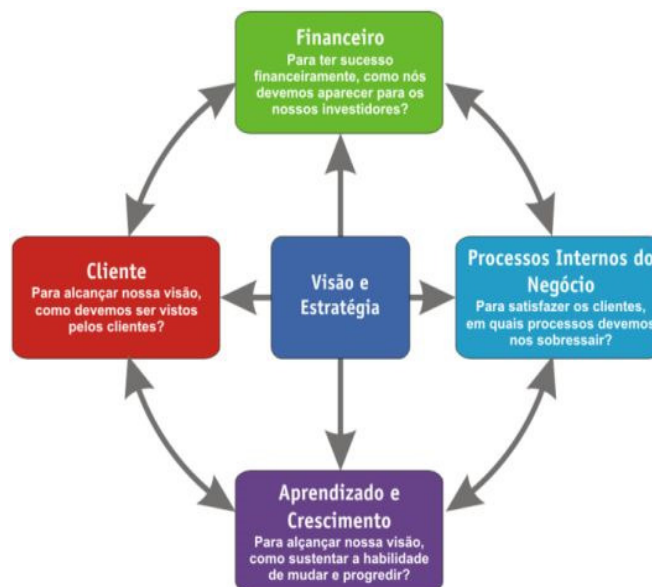 Financeiro
Para ter sucesso
financeiramente, como nós
devemos aparecer para os
nossos investidores?
Cliente
Para alcançar nossa visão,
como devemos ser vistos
pelos clientes?
Visão e
Estratégia
Processos Internos do
Negócio
Para satisfazer os clientes,
em quais processos devemos
nos sobressair?
Aprendizado e
Crescimento
Para alçançar nossa visão,
como sustentar a habilidade
de mudar e progredir?